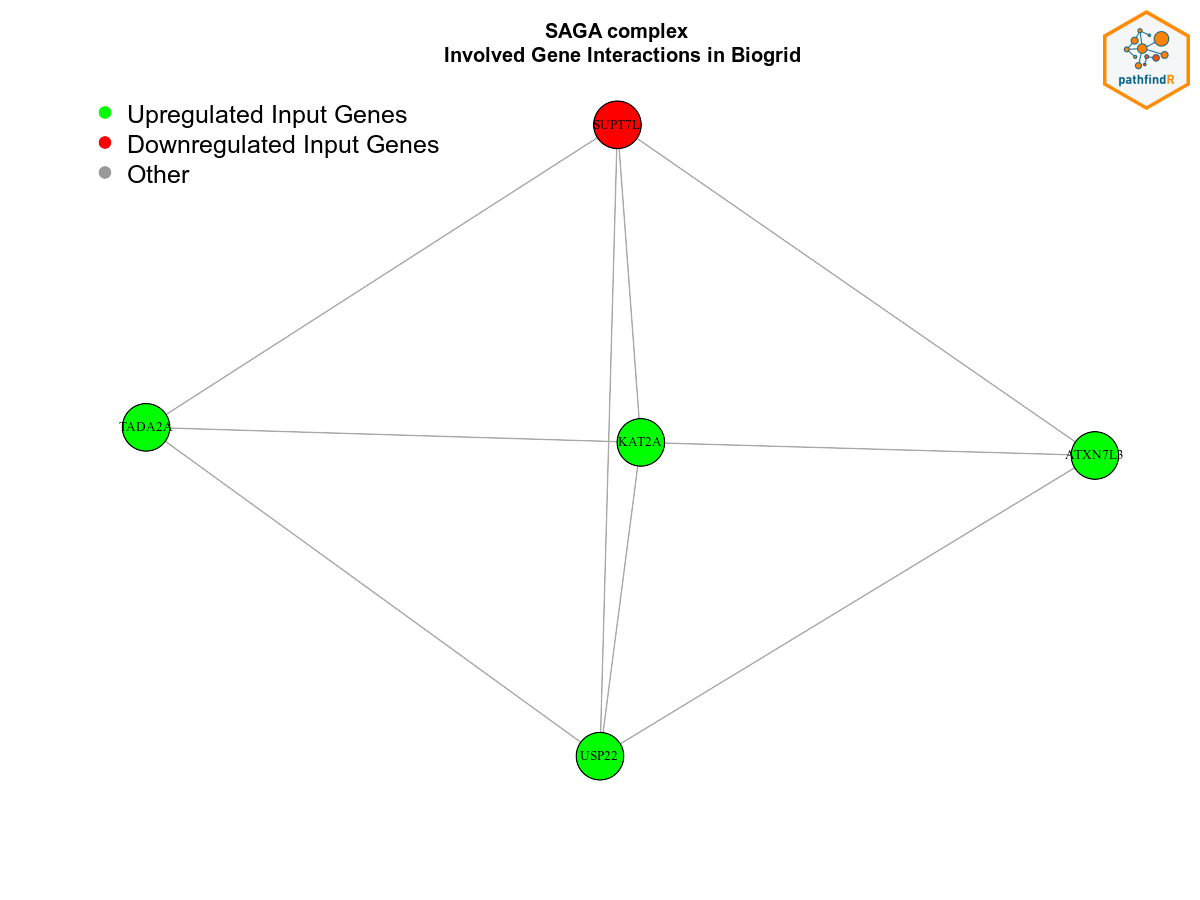 SAGA complex
Involved Gene Interactions in Biogrid
pathfindR
Upregulated Input Genes
Downregulated Input Genes
Other
SUPT7L
TADA2A
KAT2A
ATXN7L3
USP22